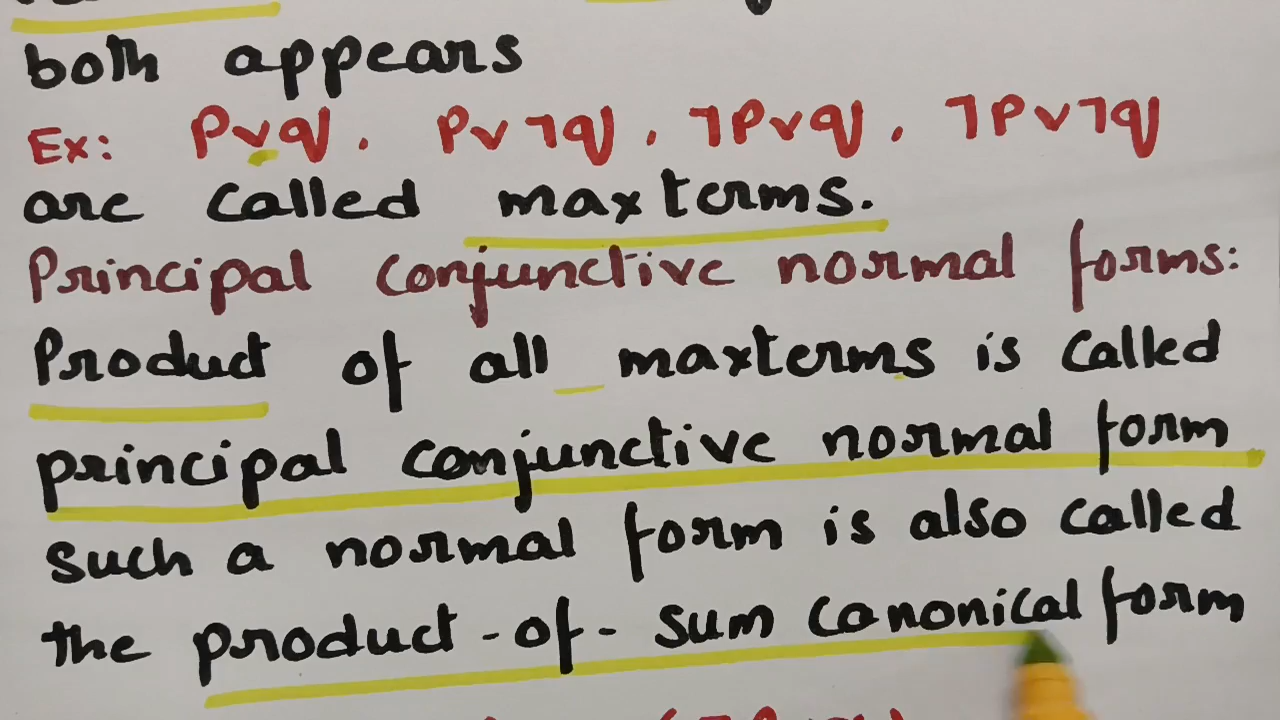 both appears
Ex: P∨q, P∨¬q, ¬P∨q, ¬P∨¬q
are called maxterms.
Principal conjunctive normal forms:
Product of all maxterms is called
principal conjunctive normal form
such a normal form is also called
the product-of-sum canonical form